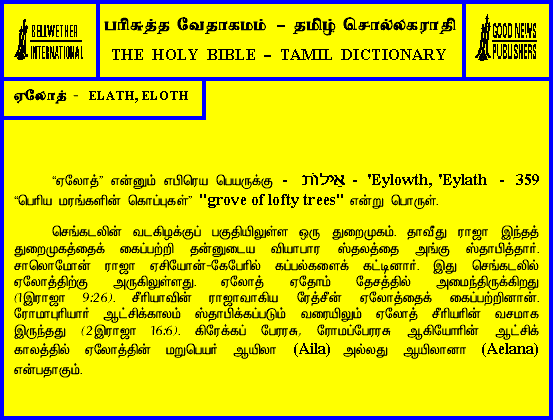 BELLWETHER
INTERNATIONAL
பரிசுத்த வேதாகமம் – தமிழ் சொல்லகராதி
THE HOLY BIBLE – TAMIL DICTIONARY
GOOD NEWS
PUBLISHERS
ஏலோத் - ELATH, ELOTH
“ஏலோத்” என்னும் எபிரெய பெயருக்கு - אילות - 'Eylowth, 'Eylath - 359
“பெரிய மரங்களின் கொப்புகள்” "grove of lofty trees" என்று பொருள்.
செங்கடலின் வடகிழக்குப் பகுதியிலுள்ள ஒரு துறைமுகம். தாவீது ராஜா இந்தத்
துறைமுகத்தைக் கைப்பற்றி தன்னுடைய வியாபார ஸ்தலத்தை அங்கு ஸ்தாபித்தார்.
சாலொமோன் ராஜா ஏசியோன்-கேபேரில் கப்பல்களைக் கட்டினார். இது செங்கடலில்
ஏலோத்திற்கு அருகிலுள்ளது. ஏலோத் ஏதோம் தேசத்தில் அமைந்திருக்கிறது
(1இராஜா 9:26). சீரியாவின் ராஜாவாகிய ரேத்சீன் ஏலோத்தைக் கைப்பற்றினான்.
ரோமாபுரியார் ஆட்சிக்காலம் ஸ்தாபிக்கப்படும் வரையிலும் ஏலோத் சீரியரின் வசமாக
இருந்தது (2இராஜா 16:6). கிரேக்கப் பேரரசு, ரோமப்பேரரசு ஆகியோரின் ஆட்சிக்
காலத்தில் ஏலோத்தின் மறுபெயர் ஆயிலா (Aila) அல்லது ஆயிலானா (Aelana)
என்பதாகும்.